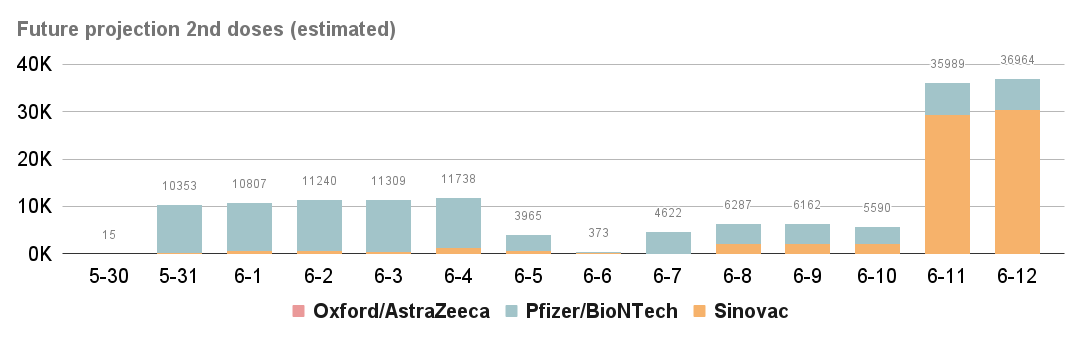 Future projection 2nd doses (estimated)
40K
30K
20K
10K
0K
15
10353
10807
11240
11309
11738
3965
373
4622
6287
6162
5590
35989
36964
5-30 5-31 6-1 6-2 6-3 6-4 6-5 6-6 6-7 6-8 6-9 6-10 6-11 6-12
Oxford/AstraZeeca Pfizer/BioNTech Sinovac